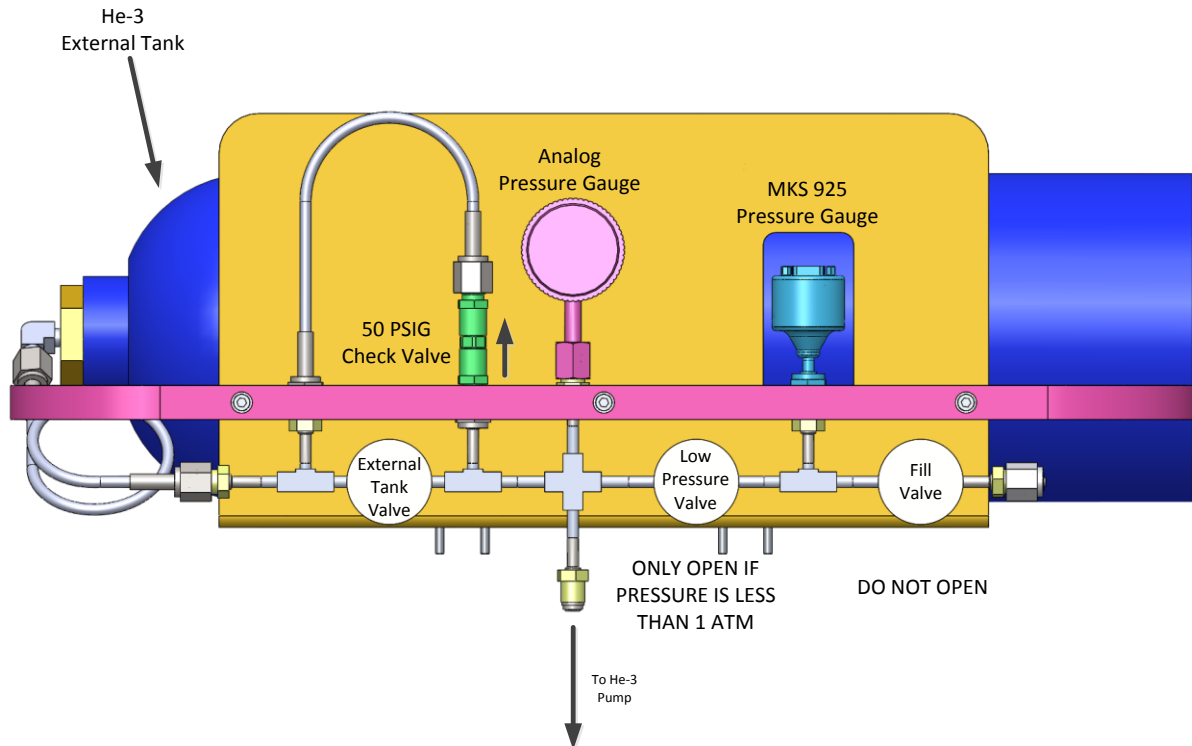 He-3
External Tank
Analog
Pressure Gauge
MKS 925
Pressure Gauge
50 PSIG
Check Valve
External
Tank
Valve
Low
Pressure
Valve
Fill
Valve
ONLY OPEN IF
PRESSURE IS LESS
THAN 1 ATM
DO NOT OPEN
To He-3
Pump